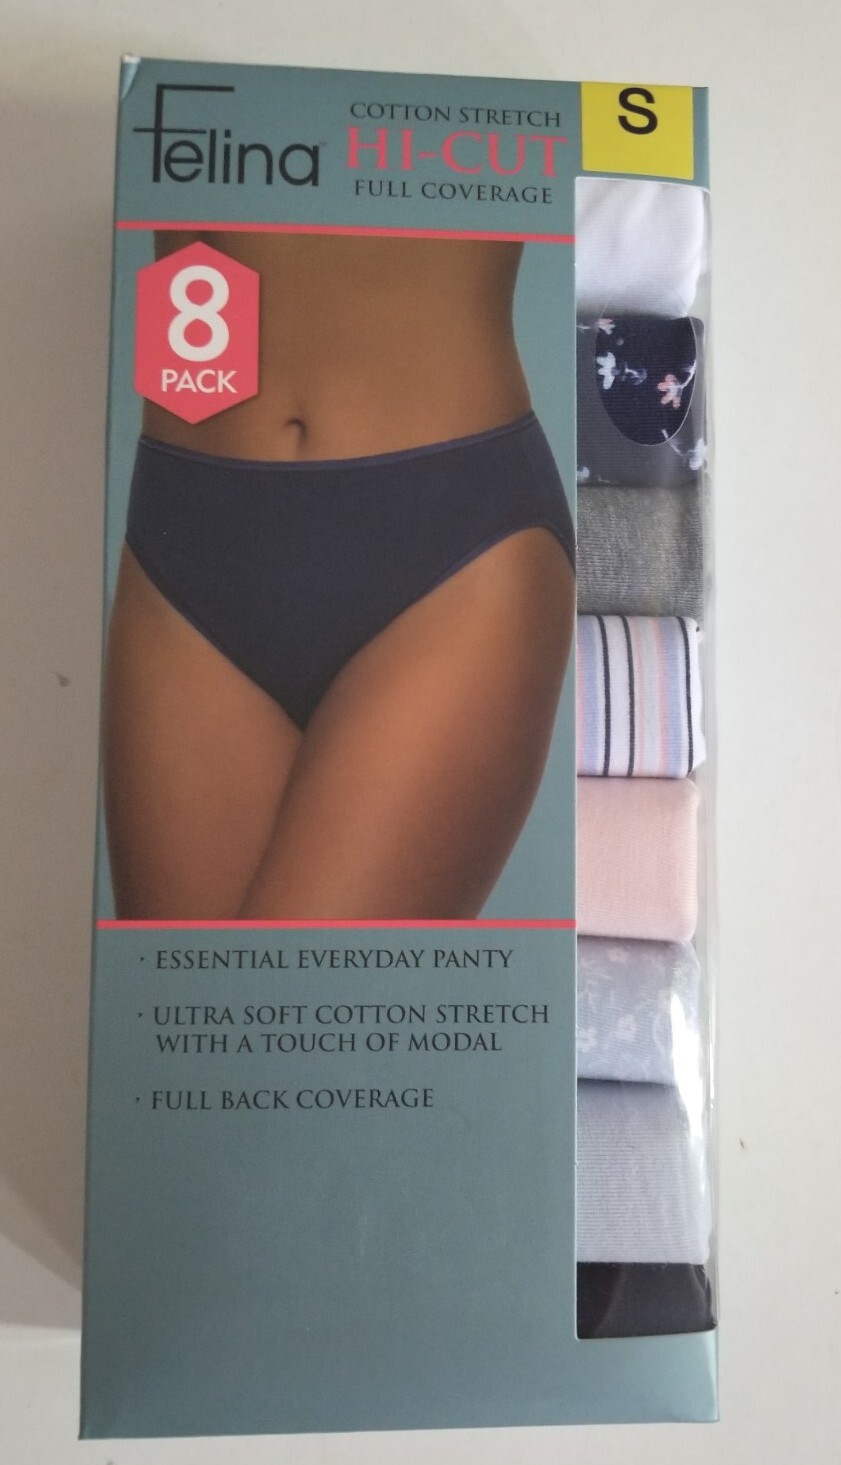 Felina
COTTON STRETCH
HI-CUT
FULL COVERAGE
S
8
PACK
· ESSENTIAL EVERYDAY PANTY
· ULTRA SOFT COTTON STRETCH
WITH A TOUCH OF MODAL
· FULL BACK COVERAGE